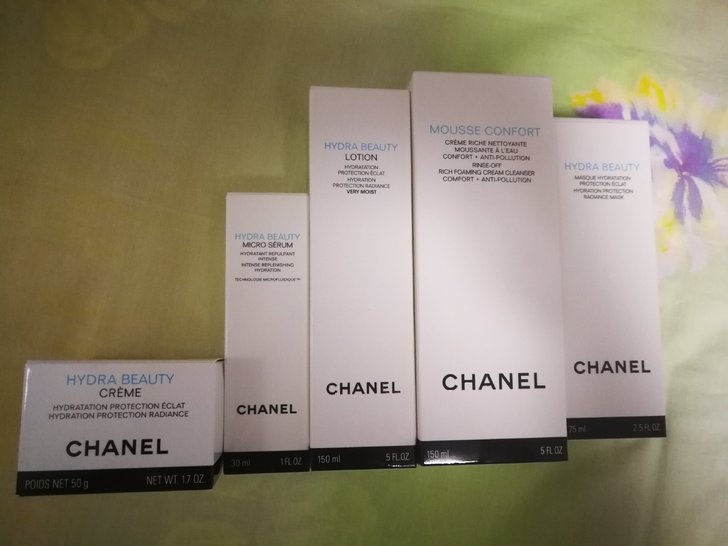 HYDRA BEAUTY
CRÈME
HYDRATATION PROTECTION ÉCLAT
HYDRATION PROTECTION RADIANCE
CHANEL
POIDS NET 50 g NET WT. 1.7 OZ.
HYDRA BEAUTY
MICRO SÉRUM
HYDRATANT REPULPANT
INTENSE
INTENSE REPLENISHING
HYDRATION
TECHNOLOGIE MICROFLUIDIQUE™
CHANEL
30 ml 1 FL. OZ.
HYDRA BEAUTY
LOTION
HYDRATATION
PROTECTION ÉCLAT
HYDRATION
PROTECTION RADIANCE
VERY MOIST
CHANEL
150 ml 5 FL. OZ.
MOUSSE CONFORT
CRÈME RICHE NETTOYANTE
MOUSSANTE À L'EAU
CONFORT + ANTI-POLLUTION
RINSE-OFF
RICH FOAMING CREAM CLEANSER
COMFORT + ANTI-POLLUTION
CHANEL
150 ml 5 FL. OZ.
HYDRA BEAUTY
MASQUE HYDRATATION
PROTECTION ÉCLAT
HYDRATION PROTECTION
RADIANCE MASK
CHANEL
75 ml 2.5 FL. OZ.